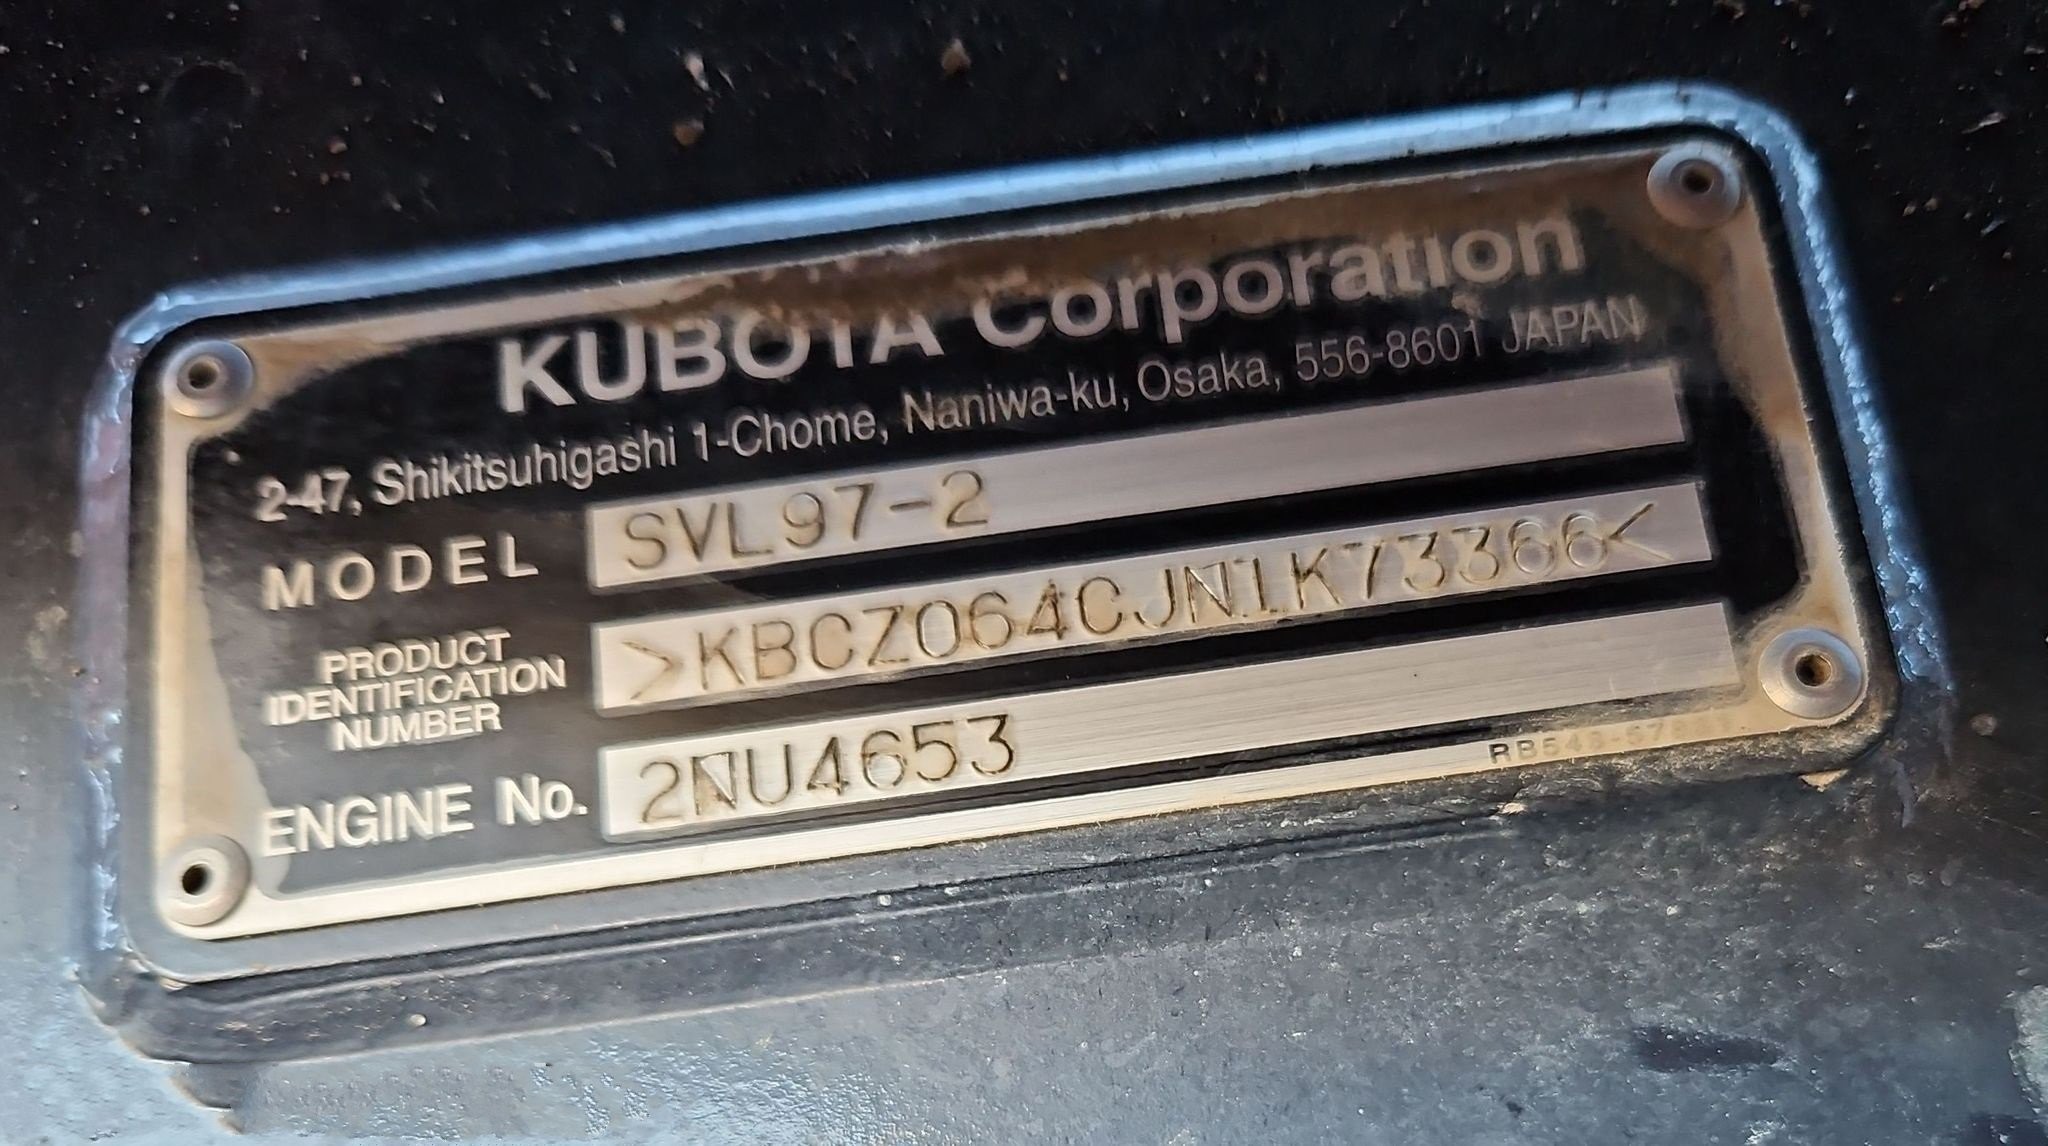 KUBOTA Corporation
2-47, Shikitsuhigashi 1-Chome, Naniwa-ku, Osaka, 556-8601 JAPAN
MODEL SVL97-2
PRODUCT
IDENTIFICATION
NUMBER
>KBCZ064CJN1K73366<
ENGINE No. 2NU4653